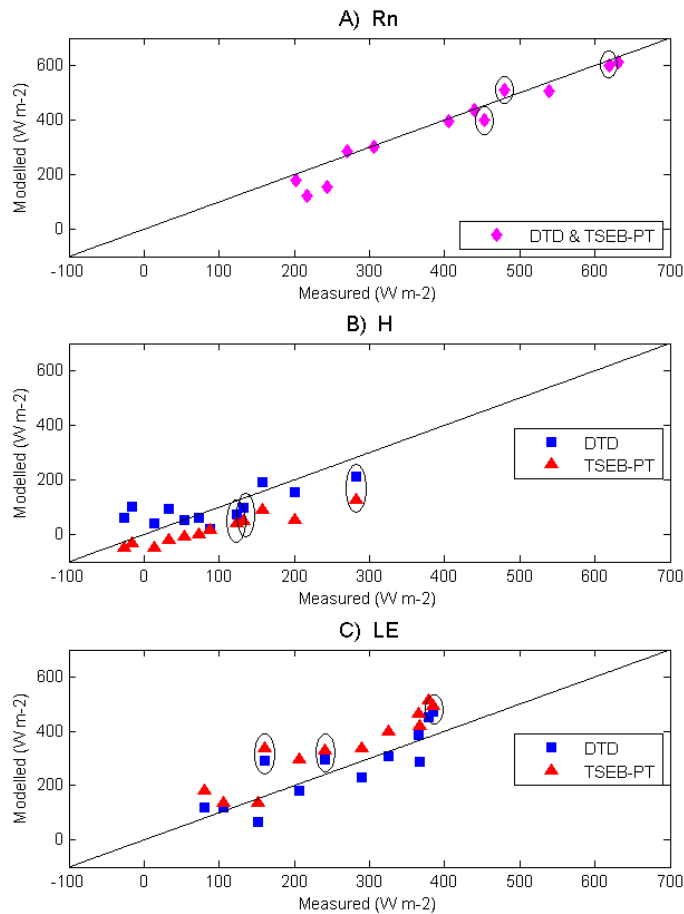 A) Rn
Modelled (W m-2)
600
400
200
0
DTD & TSEB-PT
-100 0 100 200 300 400 500 600 700
Measured (W m-2)
B) H
Modelled (W m-2)
600
400
200
0
DTD
TSEB-PT
-100 0 100 200 300 400 500 600 700
Measured (W m-2)
C) LE
Modelled (W m-2)
600
400
200
0
DTD
TSEB-PT
-100 0 100 200 300 400 500 600 700
Measured (W m-2)